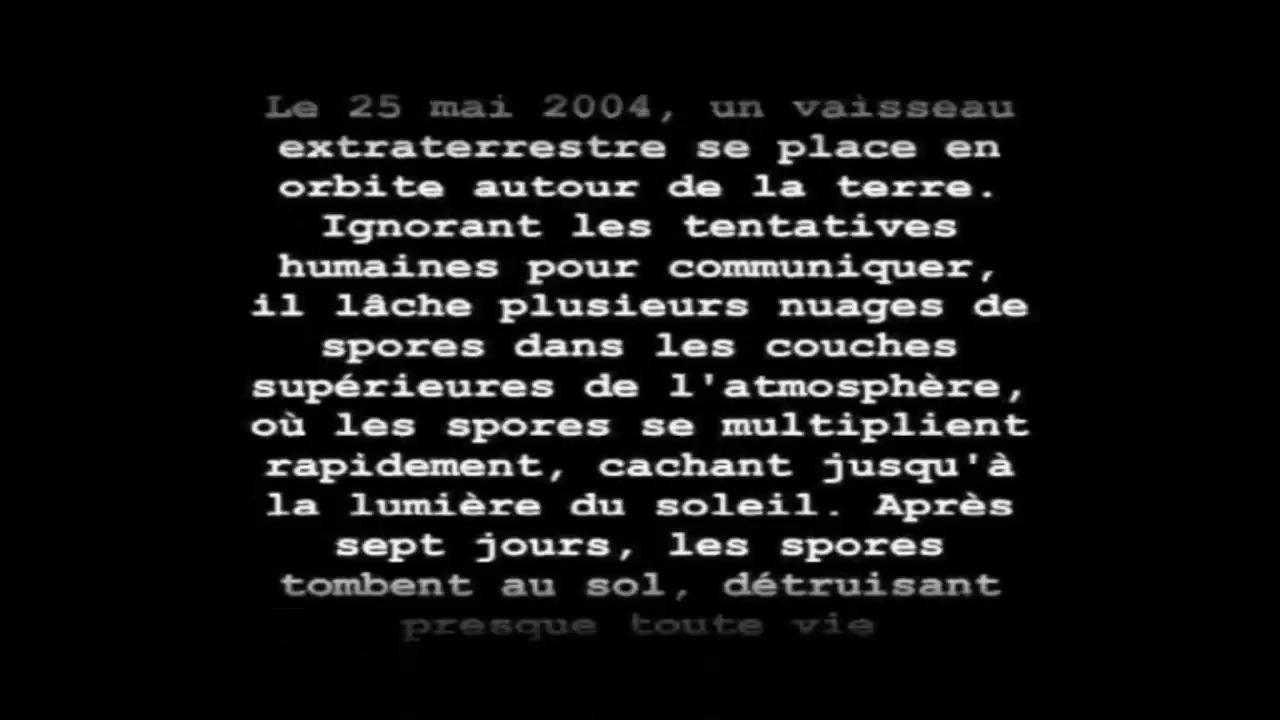 Le 25 mai 2004, un vaisseau
extraterrestre se place en
orbite autour de la terre.
Ignorant les tentatives
humaines pour communiquer,
il lâche plusieurs nuages de
spores dans les couches
supérieures de l'atmosphère,
où les spores se multiplient
rapidement, cachant jusqu'à
la lumière du soleil. Après
sept jours, les spores
tombent au sol, détruisant
presque toute vie